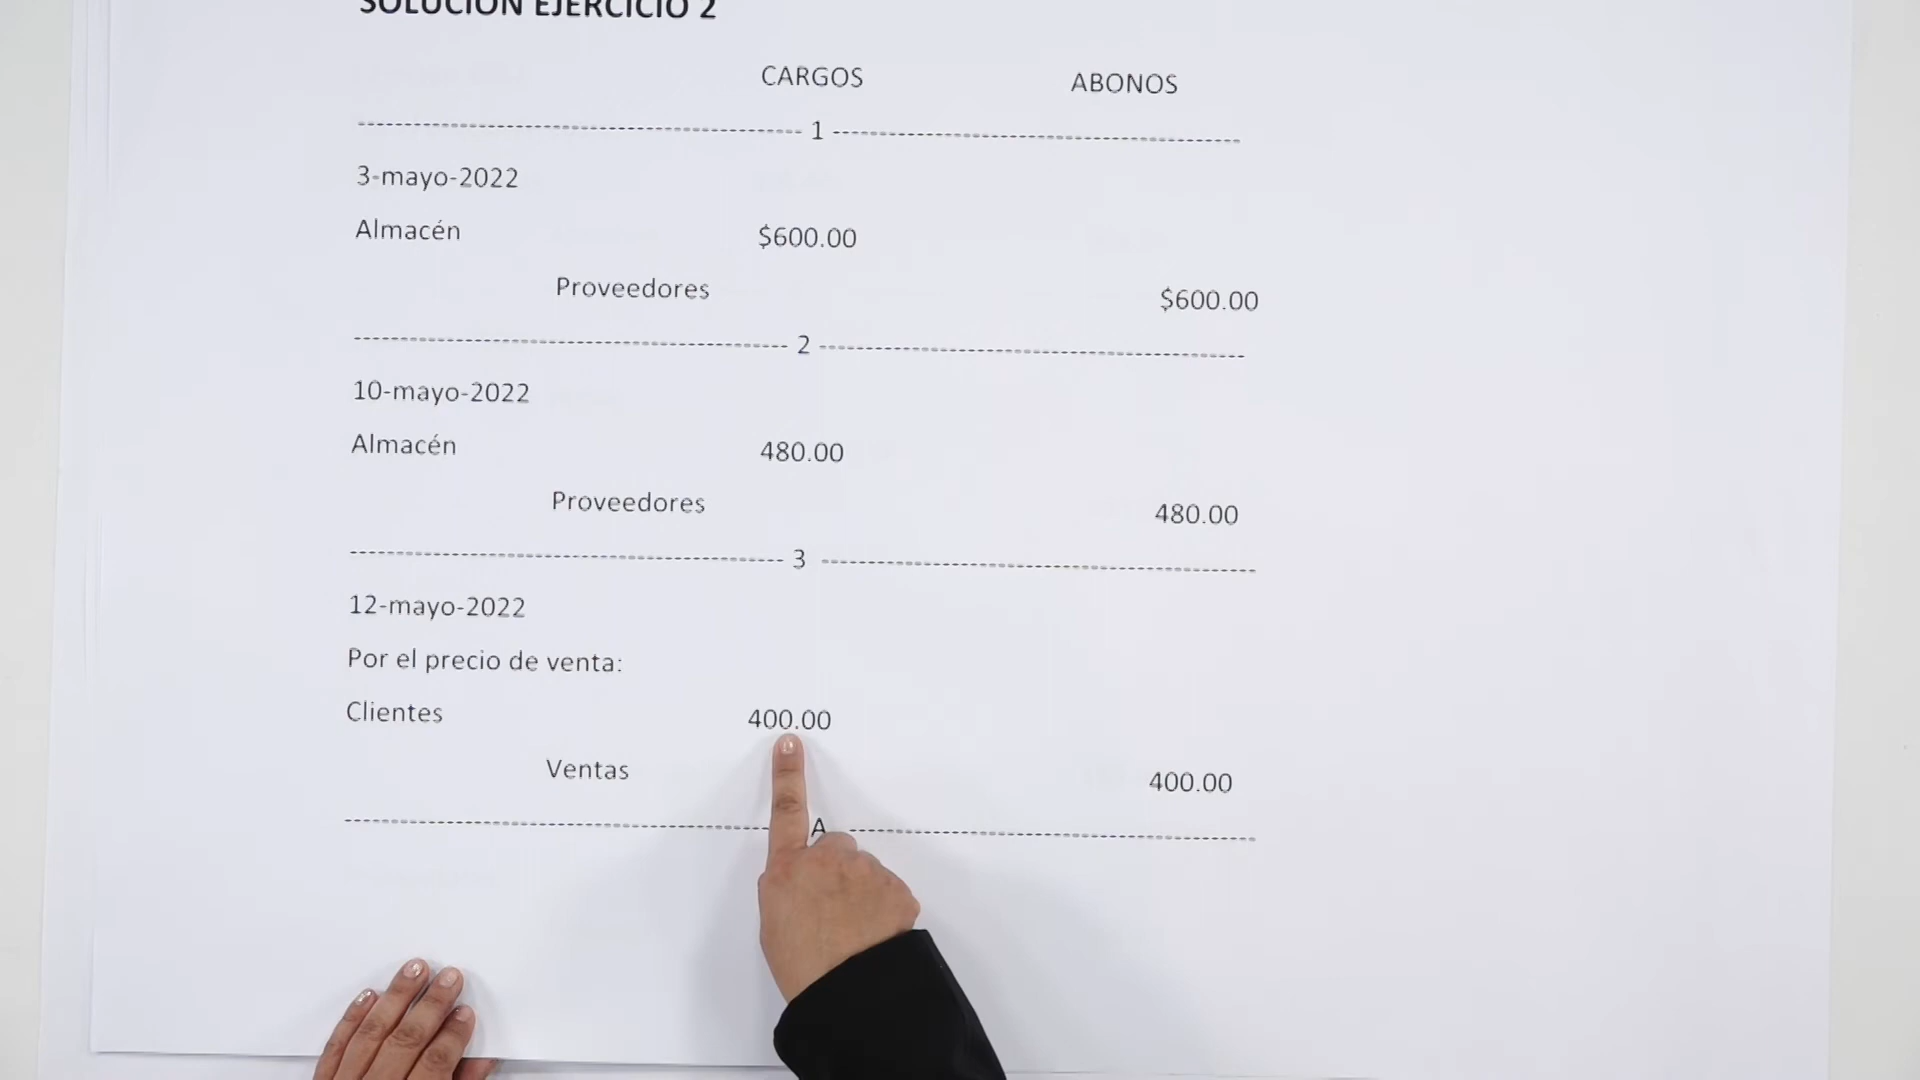 SOLUCIÓN EJERCICIO 2
CARGOS ABONOS
1
3-mayo-2022
Almacén $600.00
Proveedores $600.00
2
10-mayo-2022
Almacén 480.00
Proveedores 480.00
3
12-mayo-2022
Por el precio de venta:
Clientes 400.00
Ventas 400.00
A